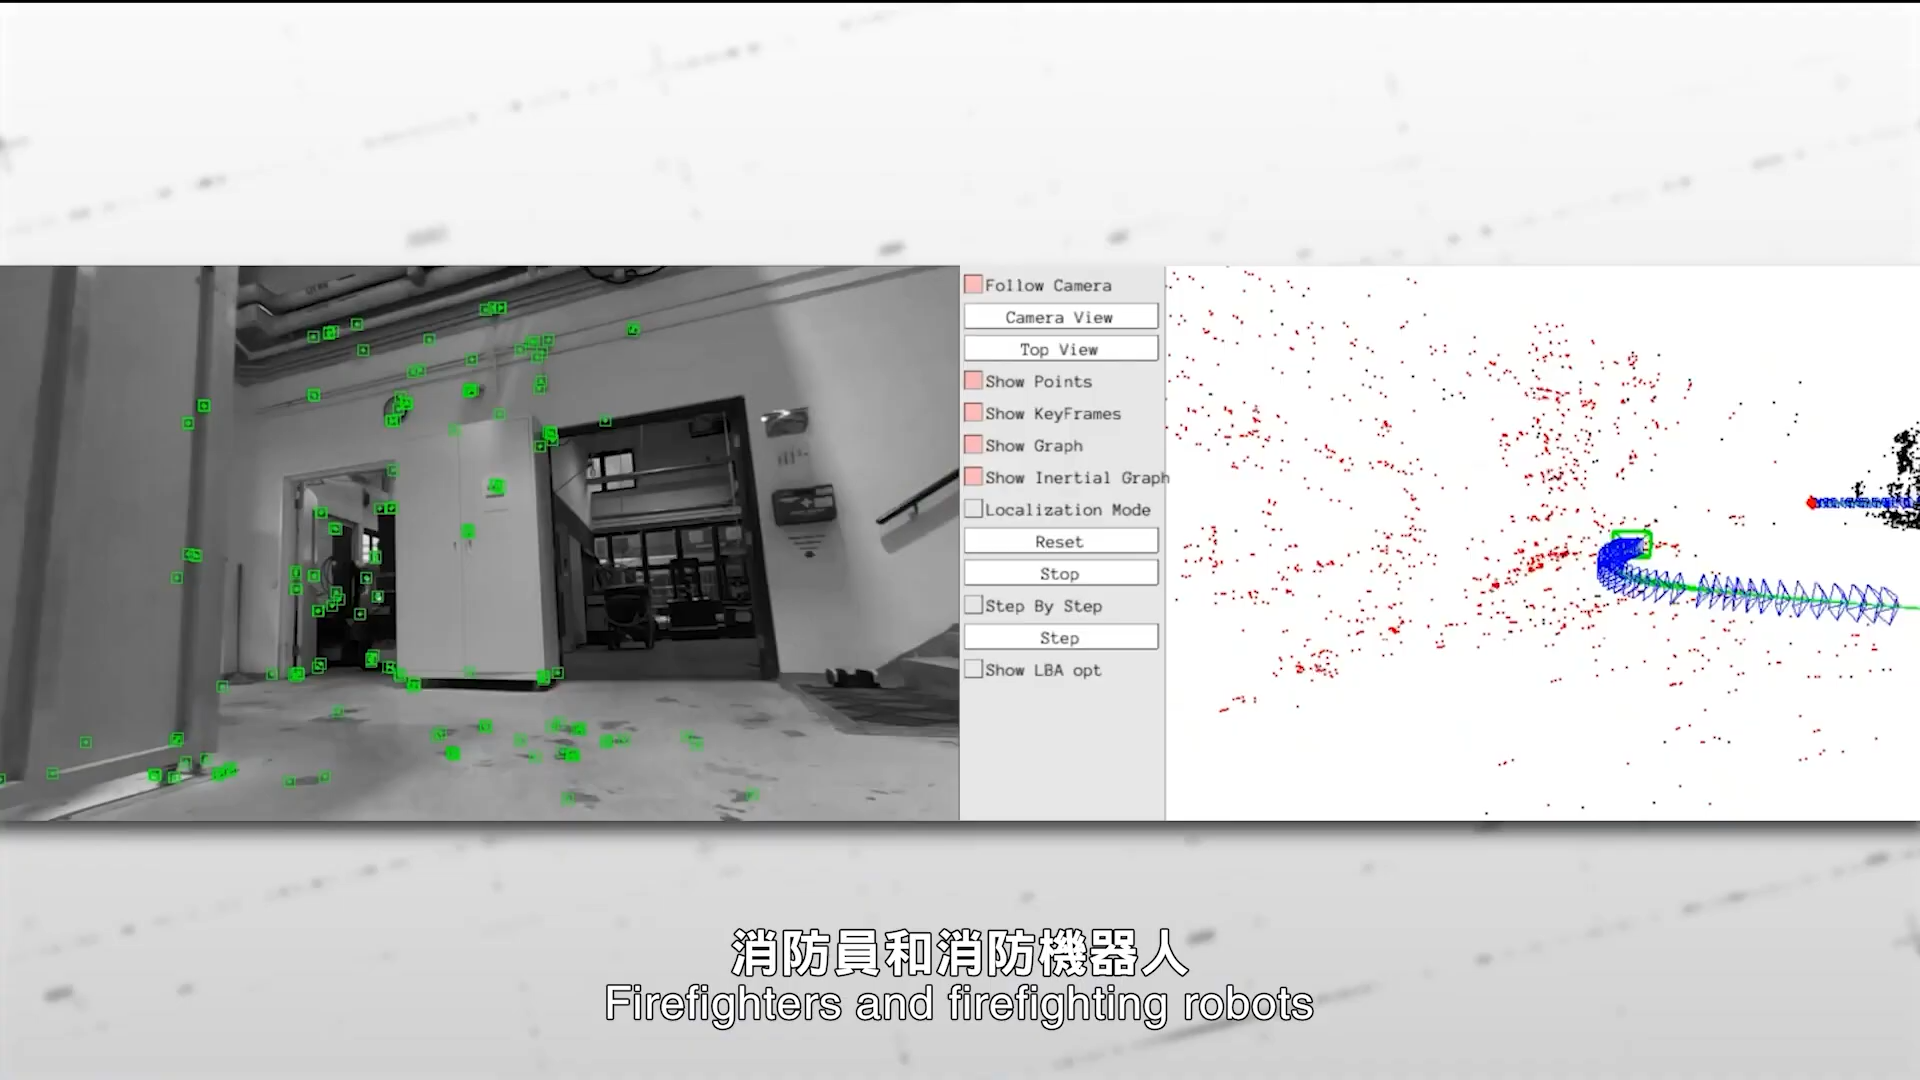 Follow Camera
Camera View
Top View
Show Points
Show KeyFrames
Show Graph
Show Inertial Graph
Localization Mode
Reset
Stop
Step By Step
Step
Show LBA opt
消防員和消防機器人
Firefighters and firefighting robots